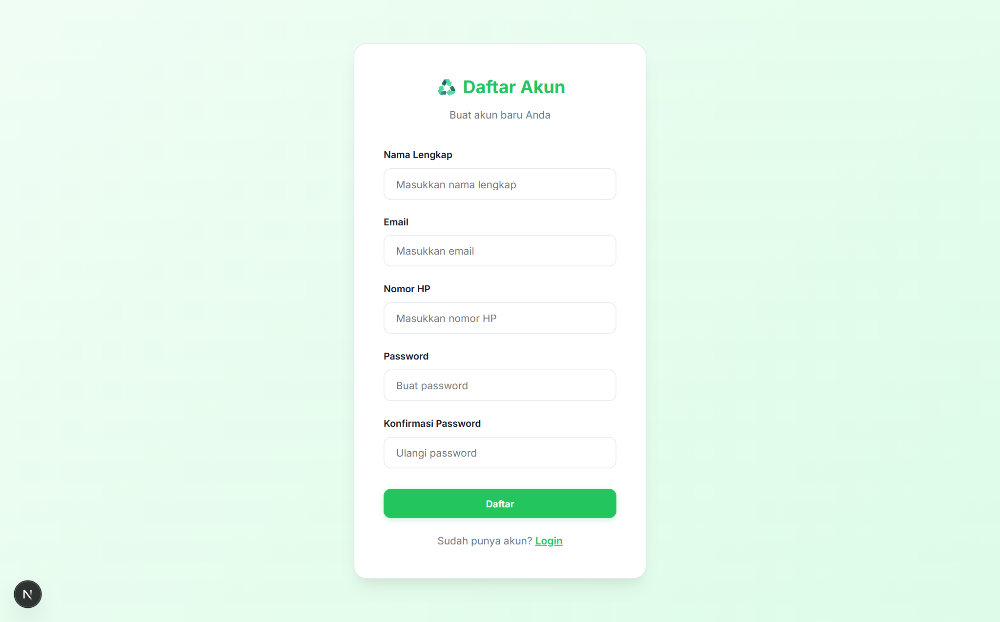 Daftar Akun
Buat akun baru Anda
Nama Lengkap
Masukkan nama lengkap
Email
Masukkan email
Nomor HP
Masukkan nomor HP
Password
Buat password
Konfirmasi Password
Ulangi password
Daftar
Sudah punya akun? Login
N